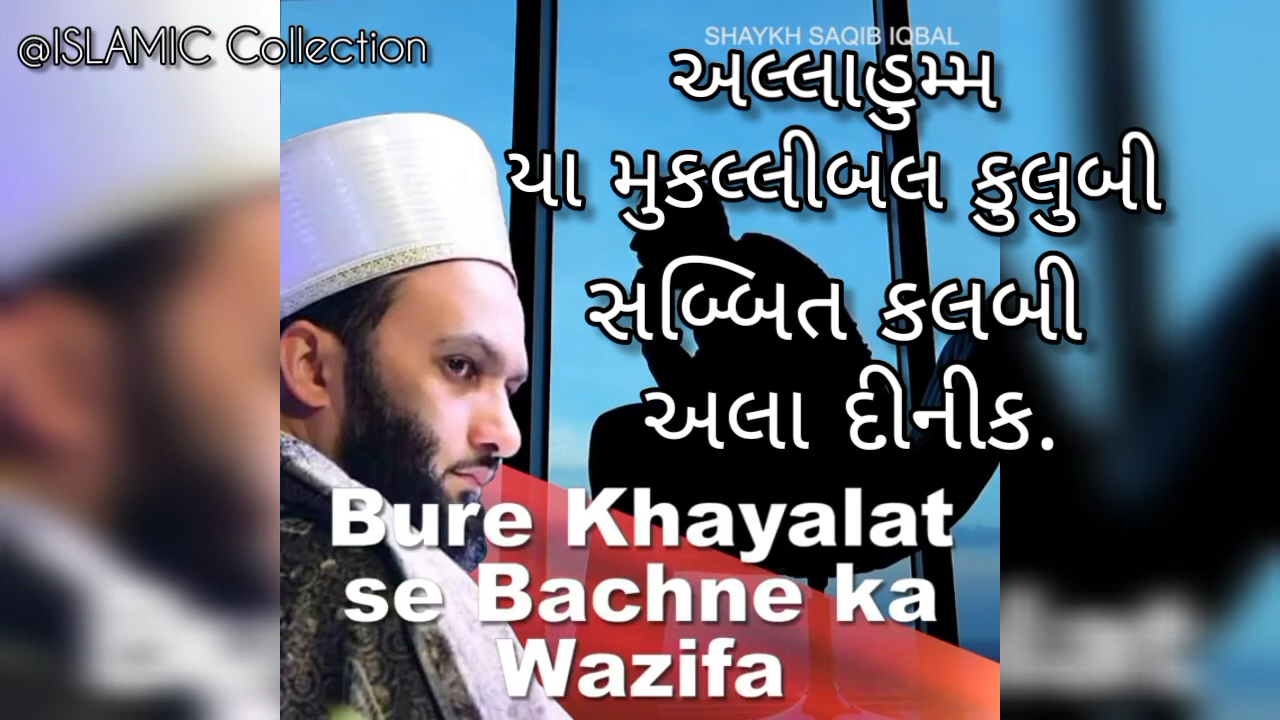 @ISLAMIC Collection
SHAYKH SAQIB IQBAL
અલ્લાહુમ્મ
યા મુકલ્લીબલ કુલુબી
સબ્બિત કલબી
અલા દીનીક.
Bure Khayalat
se Bachne ka
Wazifa